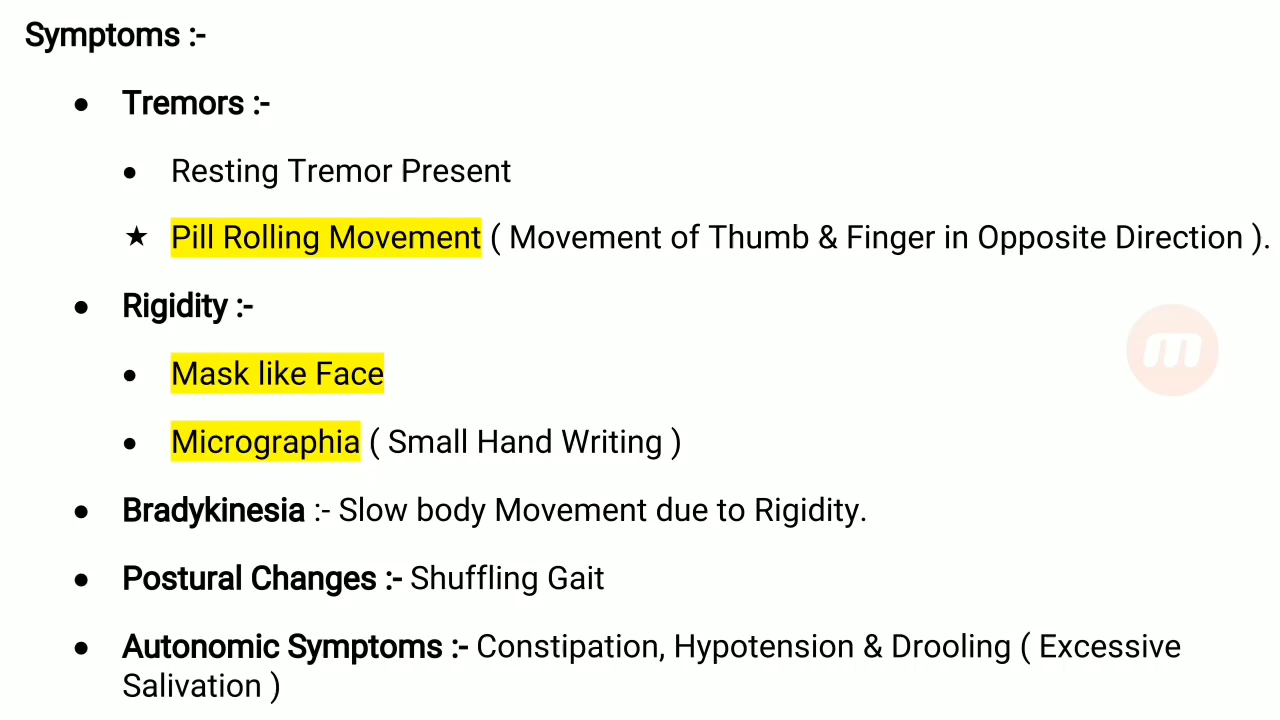 Symptoms :-
● Tremors :-
● Resting Tremor Present
★ Pill Rolling Movement ( Movement of Thumb & Finger in Opposite Direction ).
● Rigidity :-
● Mask like Face
● Micrographia ( Small Hand Writing )
● Bradykinesia :- Slow body Movement due to Rigidity.
● Postural Changes :- Shuffling Gait
● Autonomic Symptoms :- Constipation, Hypotension & Drooling ( Excessive
Salivation )
m